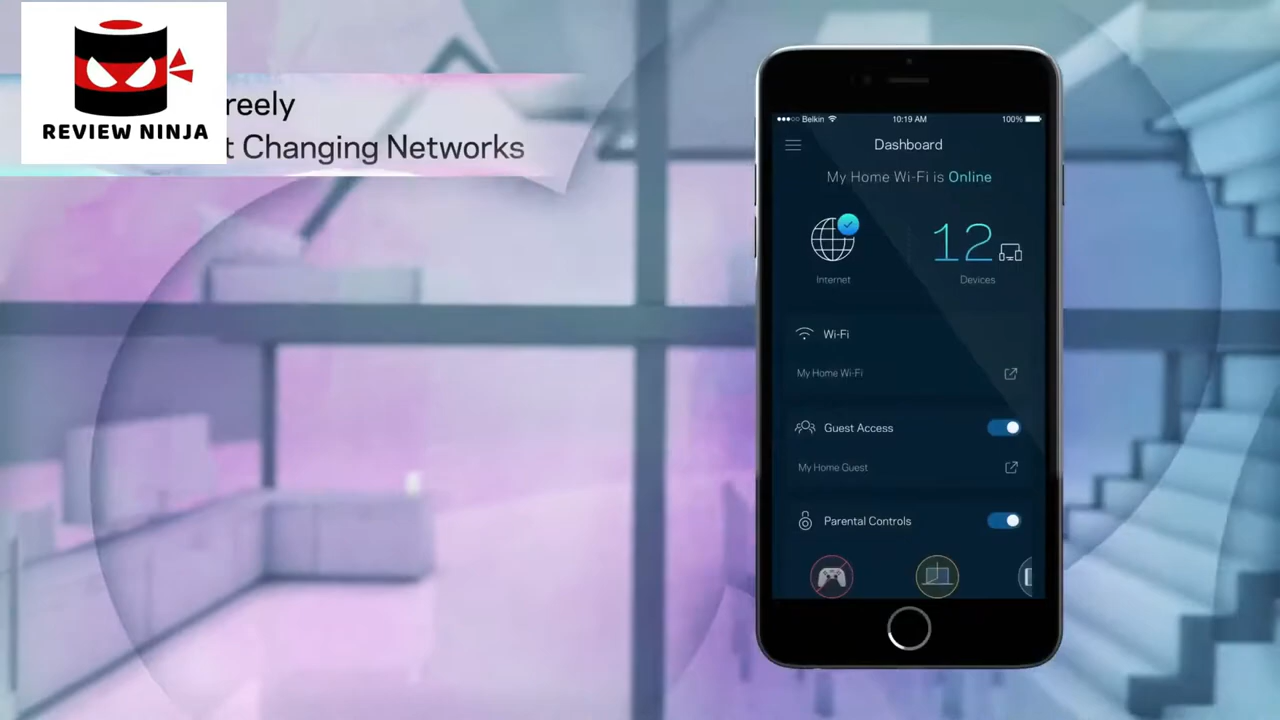 REVIEW NINJA
reely
t Changing Networks
Belkin
10:19 AM
100%
Dashboard
My Home Wi-Fi is Online
12
Internet
Devices
Wi-Fi
My Home Wi-Fi
Guest Access
My Home Guest
Parental Controls